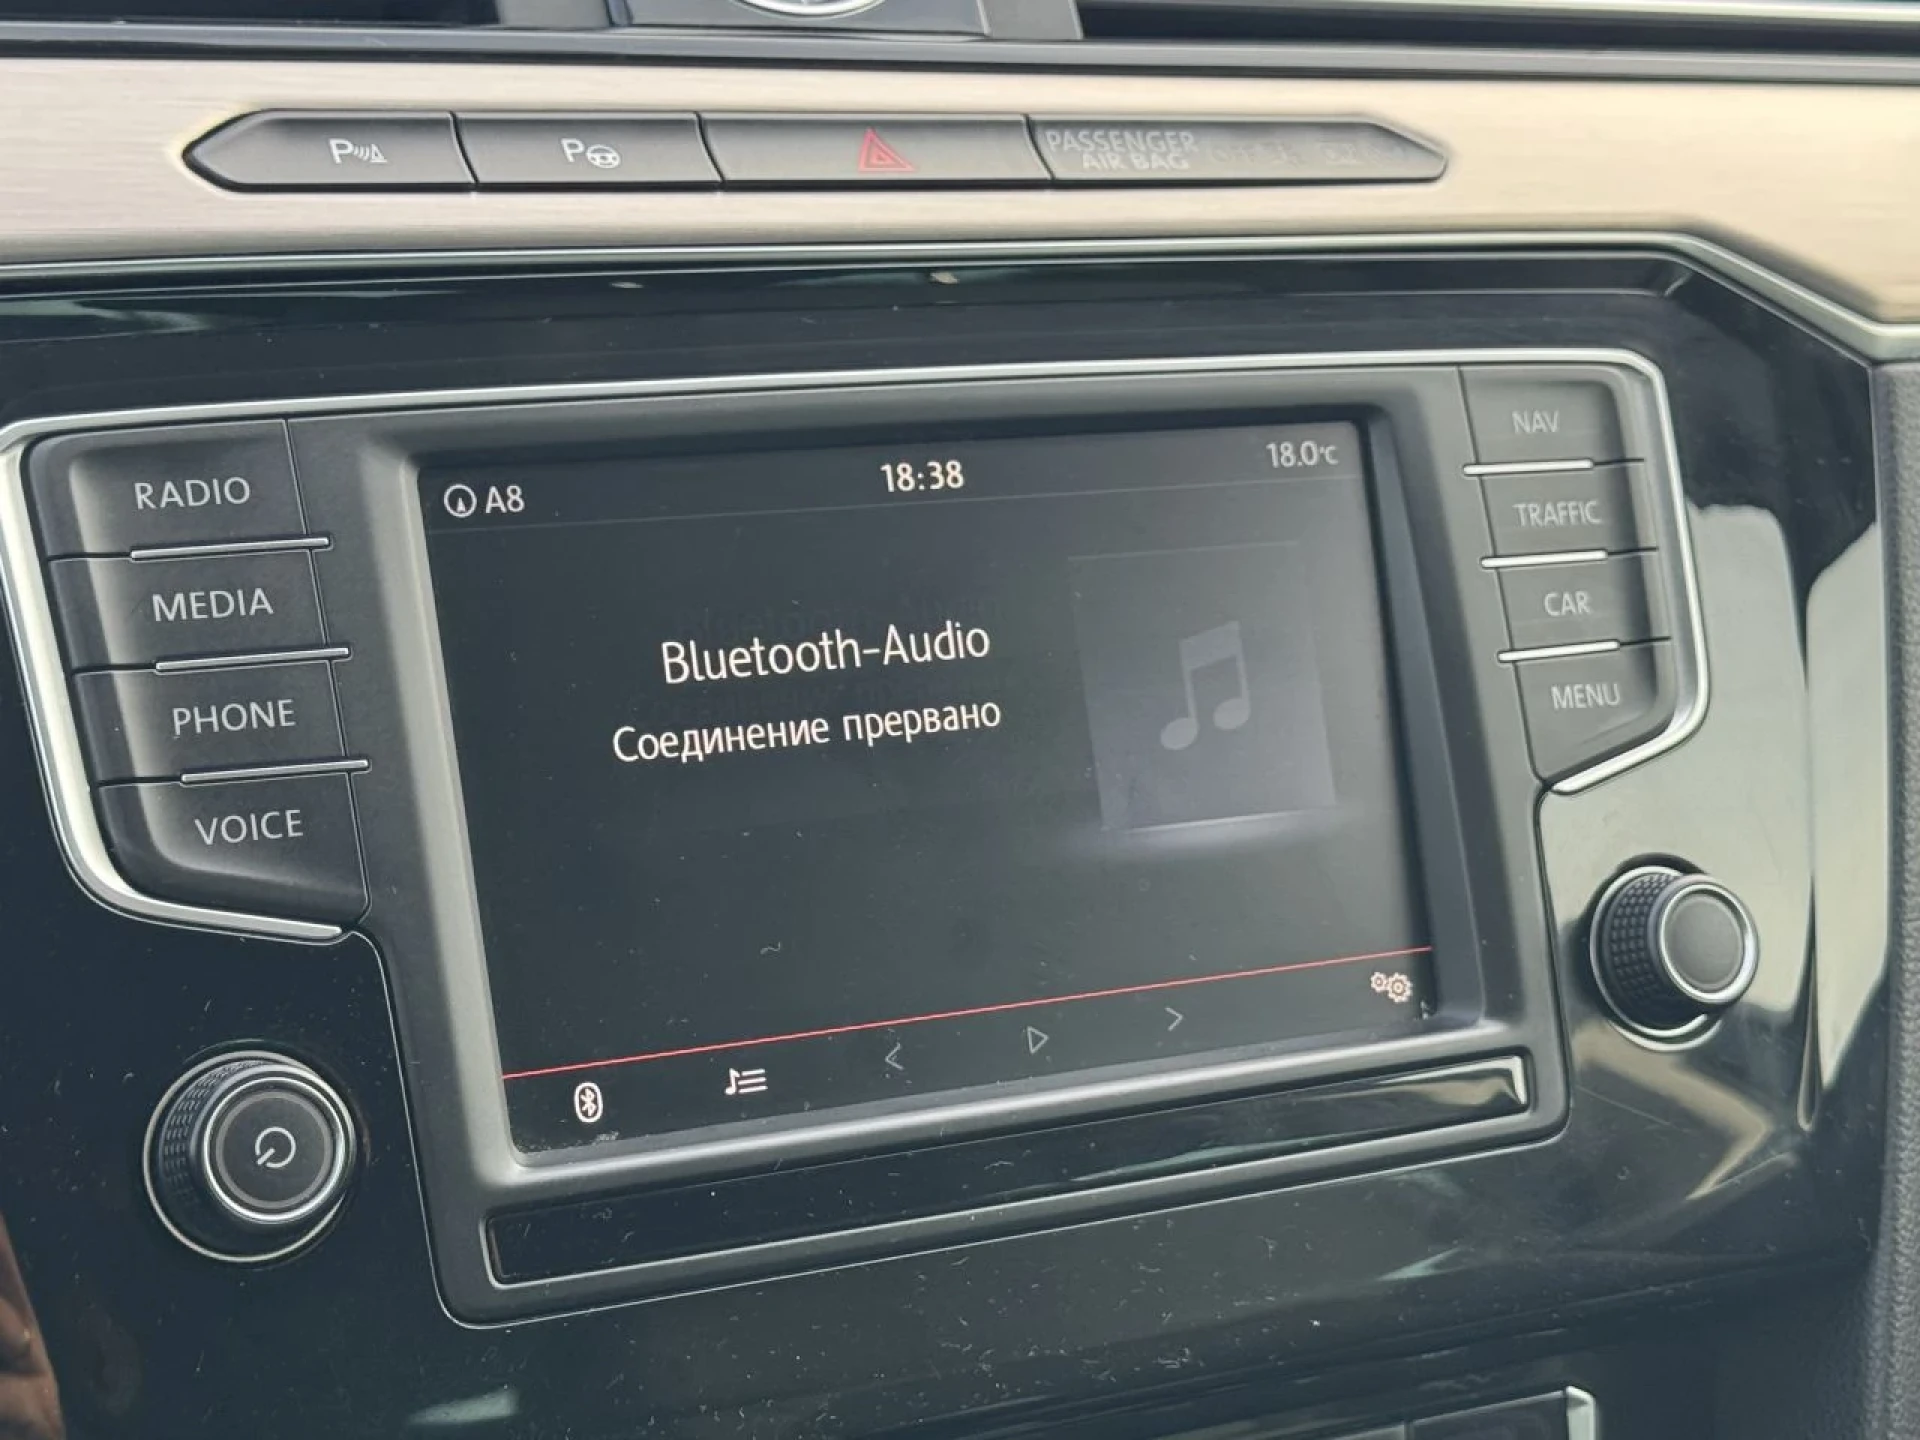 P
P
PASSENGER
AIR BAG
RADIO
MEDIA
PHONE
VOICE
A8
18:38
18.0°C
Bluetooth-Audio
Соединение прервано
NAV
TRAFFIC
CAR
MENU